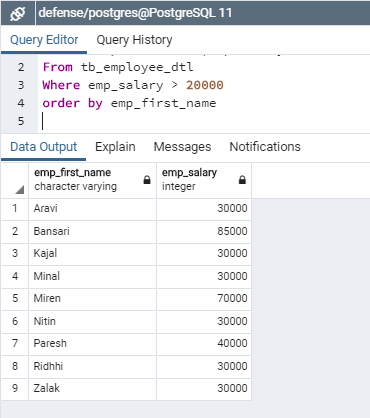 defense/postgres@PostgreSQL 11
Query Editor Query History
2 From tb_employee_dtl
3 Where emp_salary > 20000
4 order by emp_first_name
5
Data Output Explain Messages Notifications
emp_first_name emp_salary
character varying integer
1 Aravi 30000
2 Bansari 85000
3 Kajal 30000
4 Minal 30000
5 Miren 70000
6 Nitin 30000
7 Paresh 40000
8 Ridhhi 30000
9 Zalak 30000